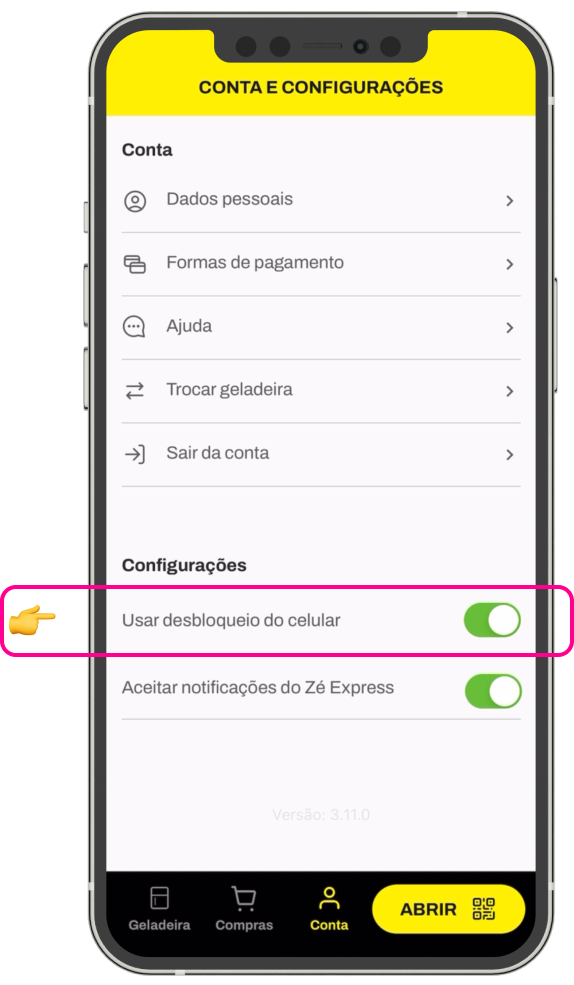 CONTA E CONFIGURAÇÕES
Conta
Dados pessoais
Formas de pagamento
Ajuda
Trocar geladeira
Sair da conta
Configurações
Usar desbloqueio do celular
Aceitar notificações do Zé Express
Versão: 3.11.0
Geladeira
Compras
Conta
ABRIR